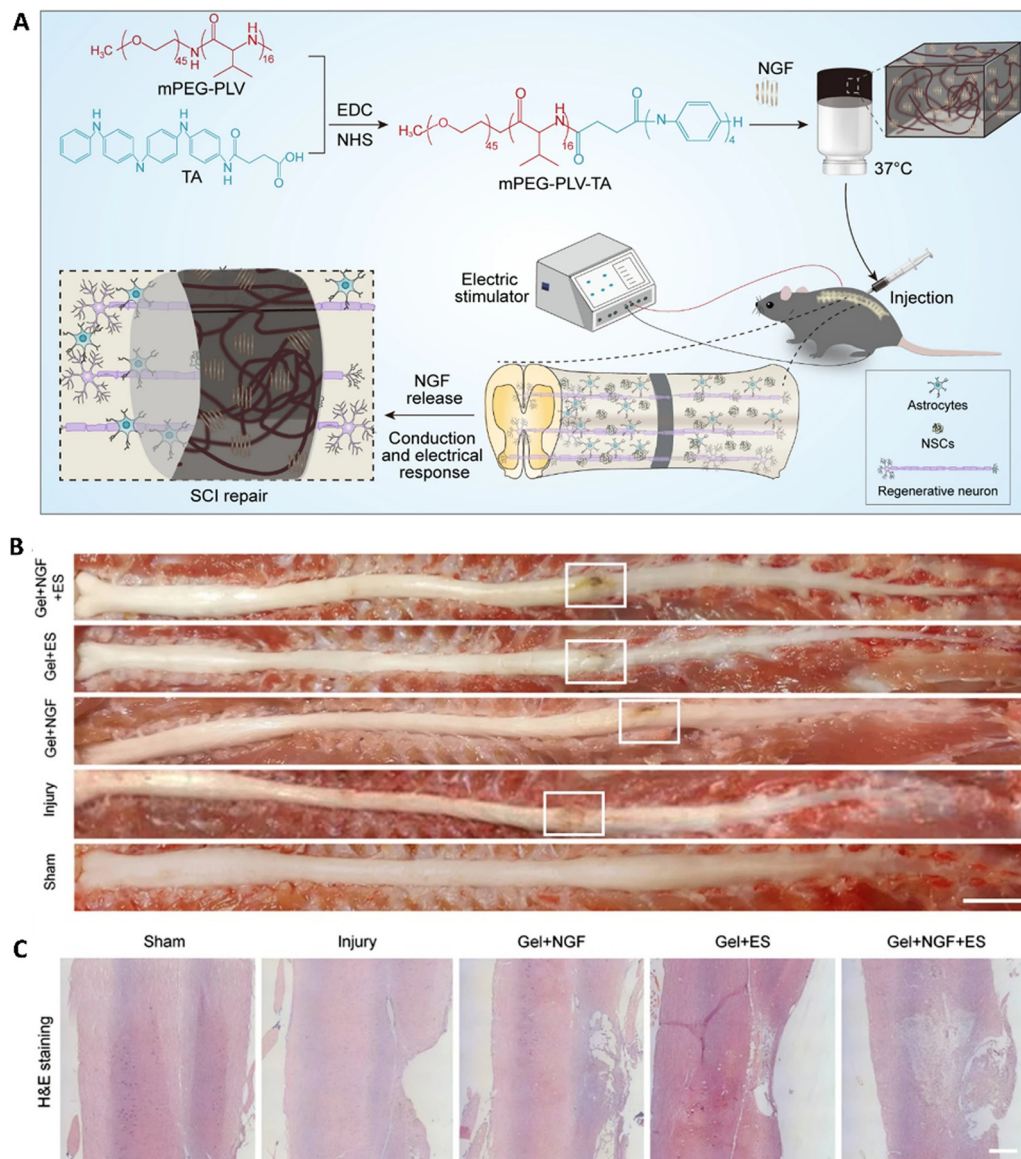 A
H₃C
O
45
N
H
O
H
N
16
mPEG-PLV
H
N
H
N
N
H
N
H
O
O
OH
TA
EDC
NHS
H₃C
O
45
O
H
N
16
O
O
H
N
H
4
mPEG-PLV-TA
NGF
37°C
Electric
stimulator
Injection
NGF
release
Conduction
and electrical
response
SCI repair
Astrocytes
NSCs
Regenerative neuron
B
Gel+NGF
+ES
Gel+ES
Gel+NGF
Injury
Sham
C
Sham
Injury
Gel+NGF
Gel+ES
Gel+NGF+ES
H&E staining